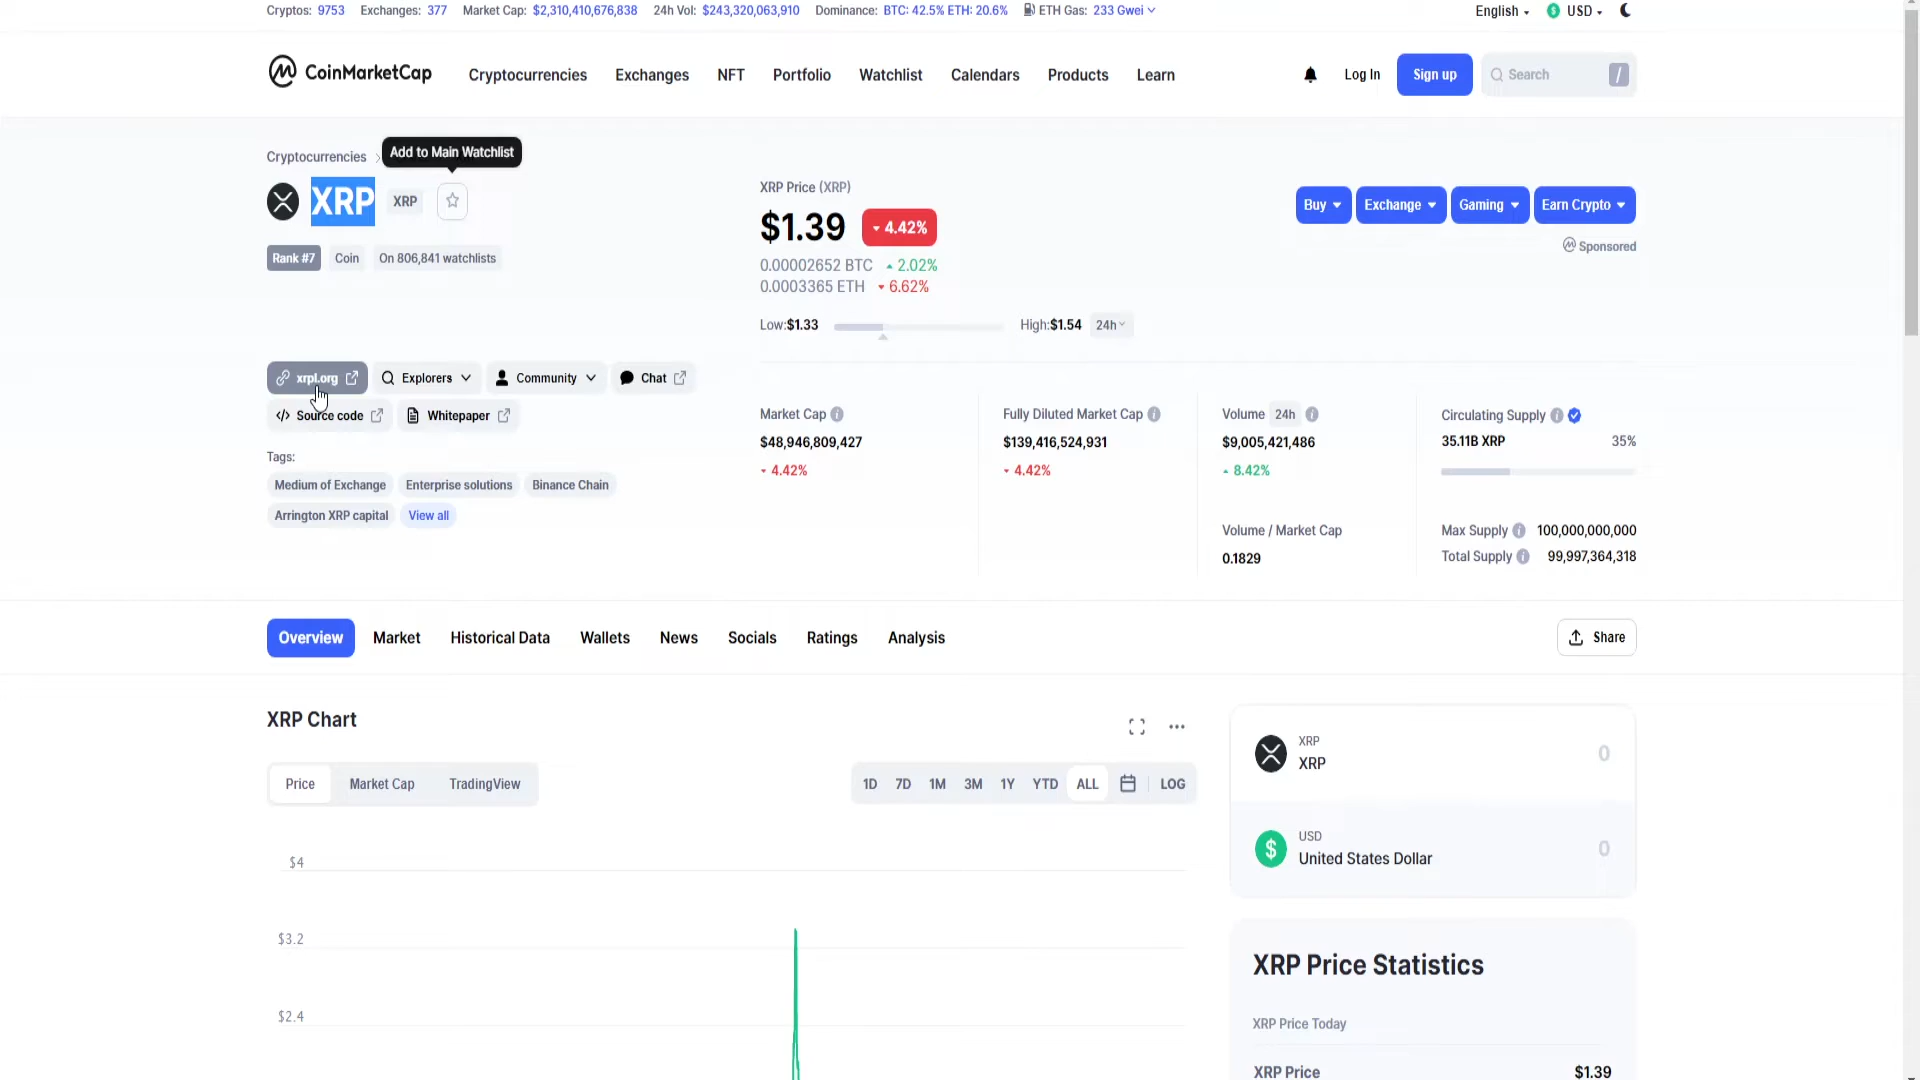 Cryptos: 9753 Exchanges: 377 Market Cap: $2,310,410,676,838 24h Vol: $243,320,063,910 Dominance: BTC: 42.5% ETH: 20.6% ETH Gas: 233 Gwei English USD
CoinMarketCap Cryptocurrencies Exchanges NFT Portfolio Watchlist Calendars Products Learn Log In Sign up Search /
Cryptocurrencies Add to Main Watchlist
XRP XRP
Rank #7 Coin On 806,841 watchlists
XRP Price (XRP)
$1.39 4.42%
0.00002652 BTC 2.02%
0.0003365 ETH 6.62%
Low:$1.33 High:$1.54 24h
Buy Exchange Gaming Earn Crypto
Sponsored
xrpl.org Explorers Community Chat
Source code Whitepaper
Tags:
Medium of Exchange Enterprise solutions Binance Chain
Arrington XRP capital View all
Market Cap
$48,946,809,427
4.42%
Fully Diluted Market Cap
$139,416,524,931
4.42%
Volume 24h
$9,005,421,486
8.42%
Volume / Market Cap
0.1829
Circulating Supply
35.11B XRP 35%
Max Supply 100,000,000,000
Total Supply 99,997,364,318
Overview Market Historical Data Wallets News Socials Ratings Analysis Share
XRP Chart
Price Market Cap TradingView 1D 7D 1M 3M 1Y YTD ALL LOG
$4
$3.2
$2.4
XRP
XRP 0
USD
United States Dollar 0
XRP Price Statistics
XRP Price Today
XRP Price $1.39